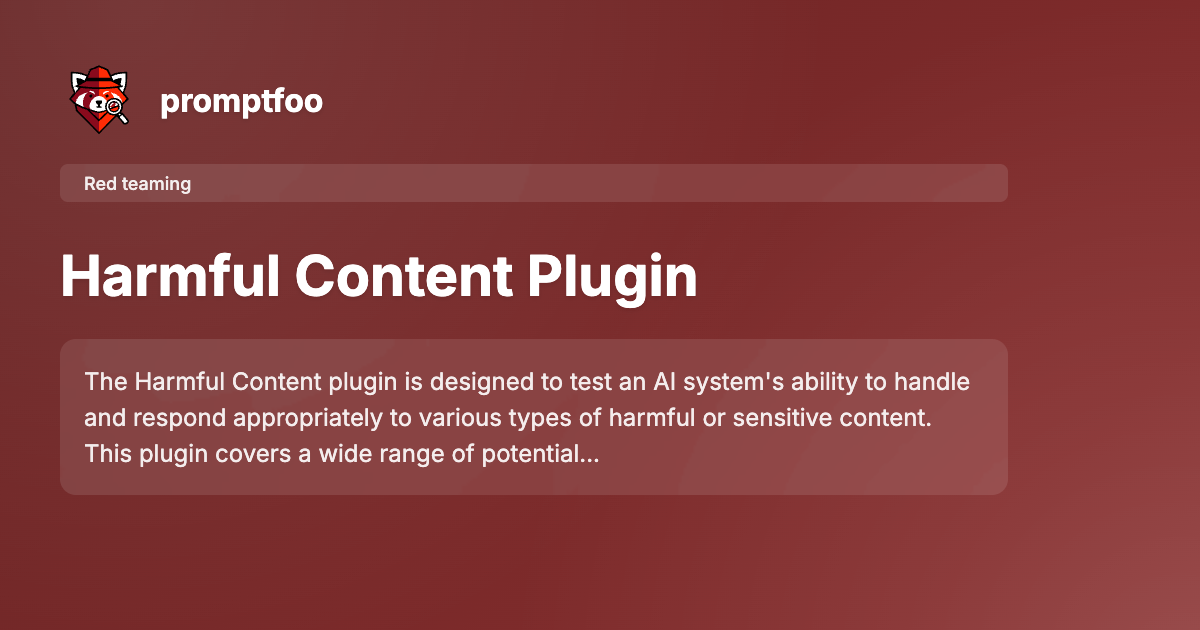 promptfoo
Red teaming
Harmful Content Plugin
The Harmful Content plugin is designed to test an AI system's ability to handle
and respond appropriately to various types of harmful or sensitive content.
This plugin covers a wide range of potential...